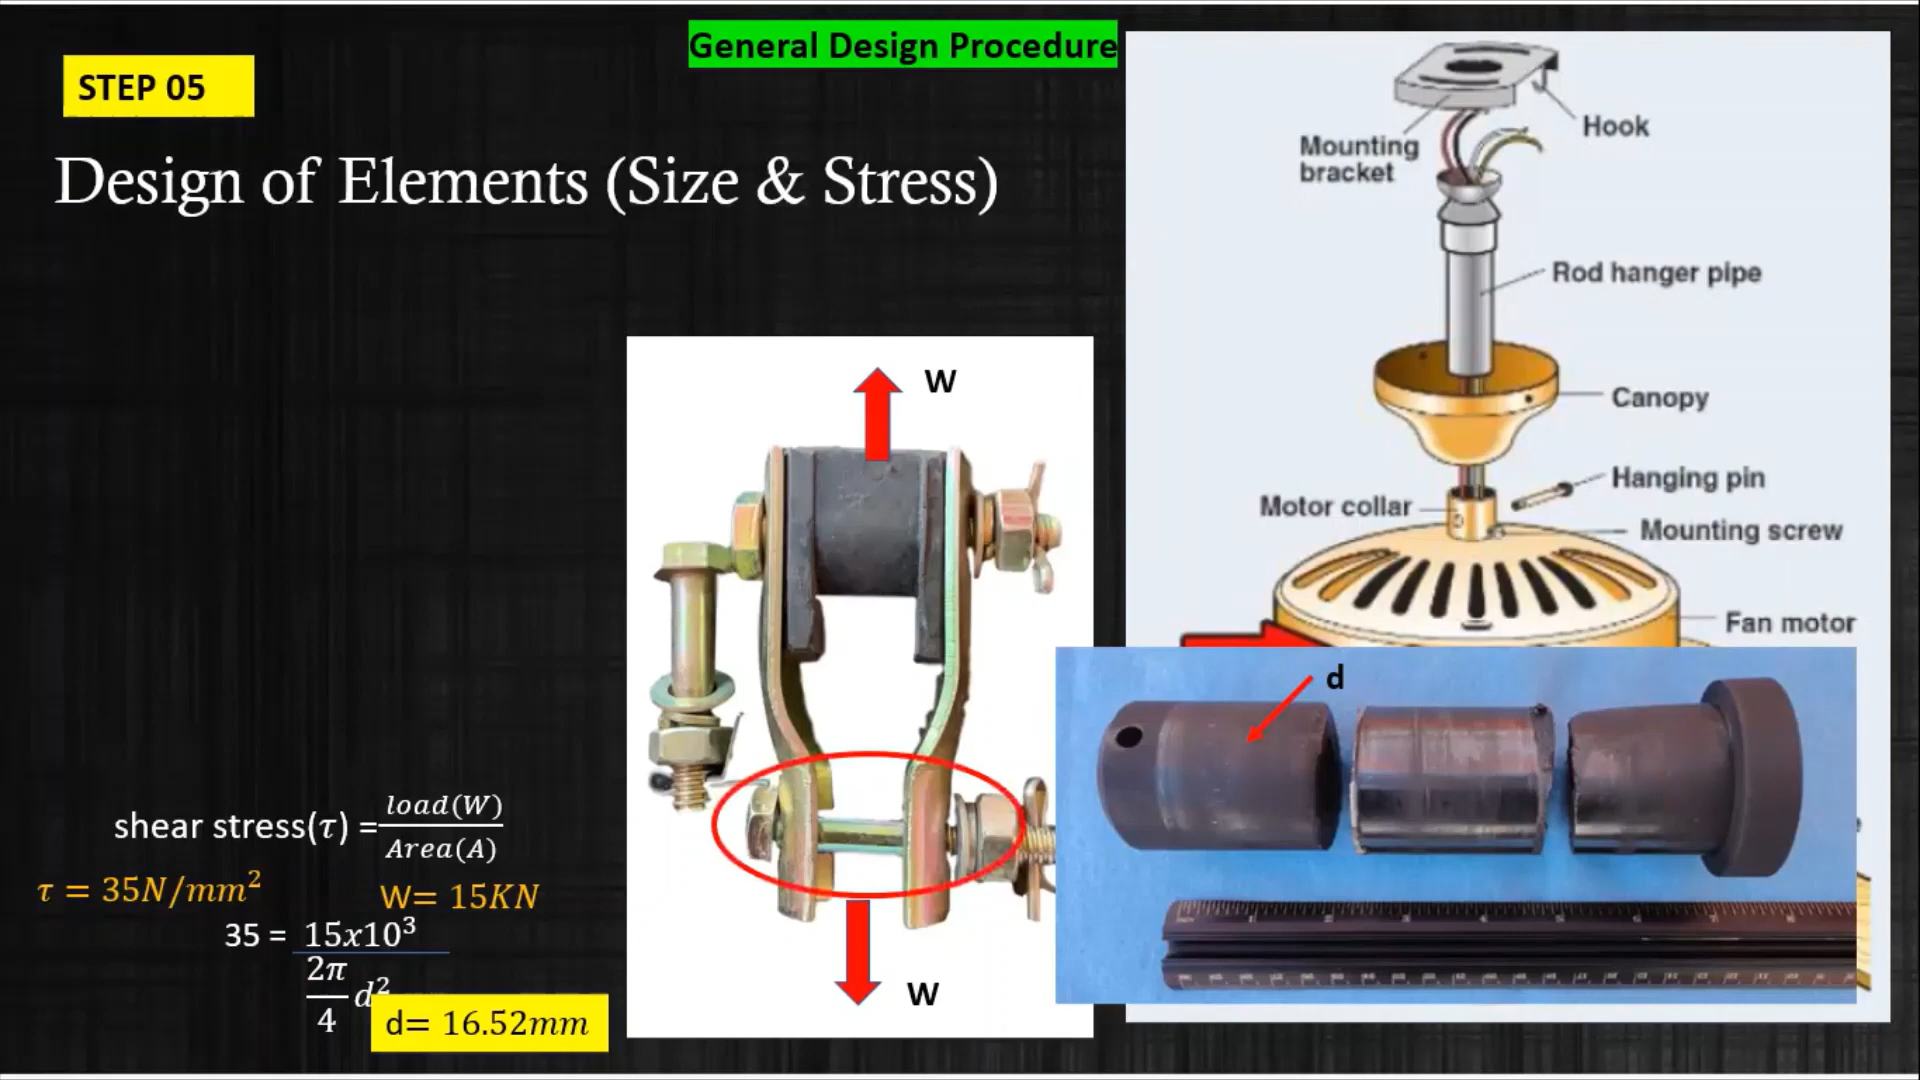 General Design Procedure
STEP 05
Design of Elements (Size & Stress)
Hook
Mounting
bracket
Rod hanger pipe
Canopy
Hanging pin
Motor collar
Mounting screw
Fan motor
W
W
d
shear stress(τ) = load(W)
Area(A)
τ = 35N/mm²
W= 15KN
35 = 15x10³
2π
4 d²
d= 16.52mm